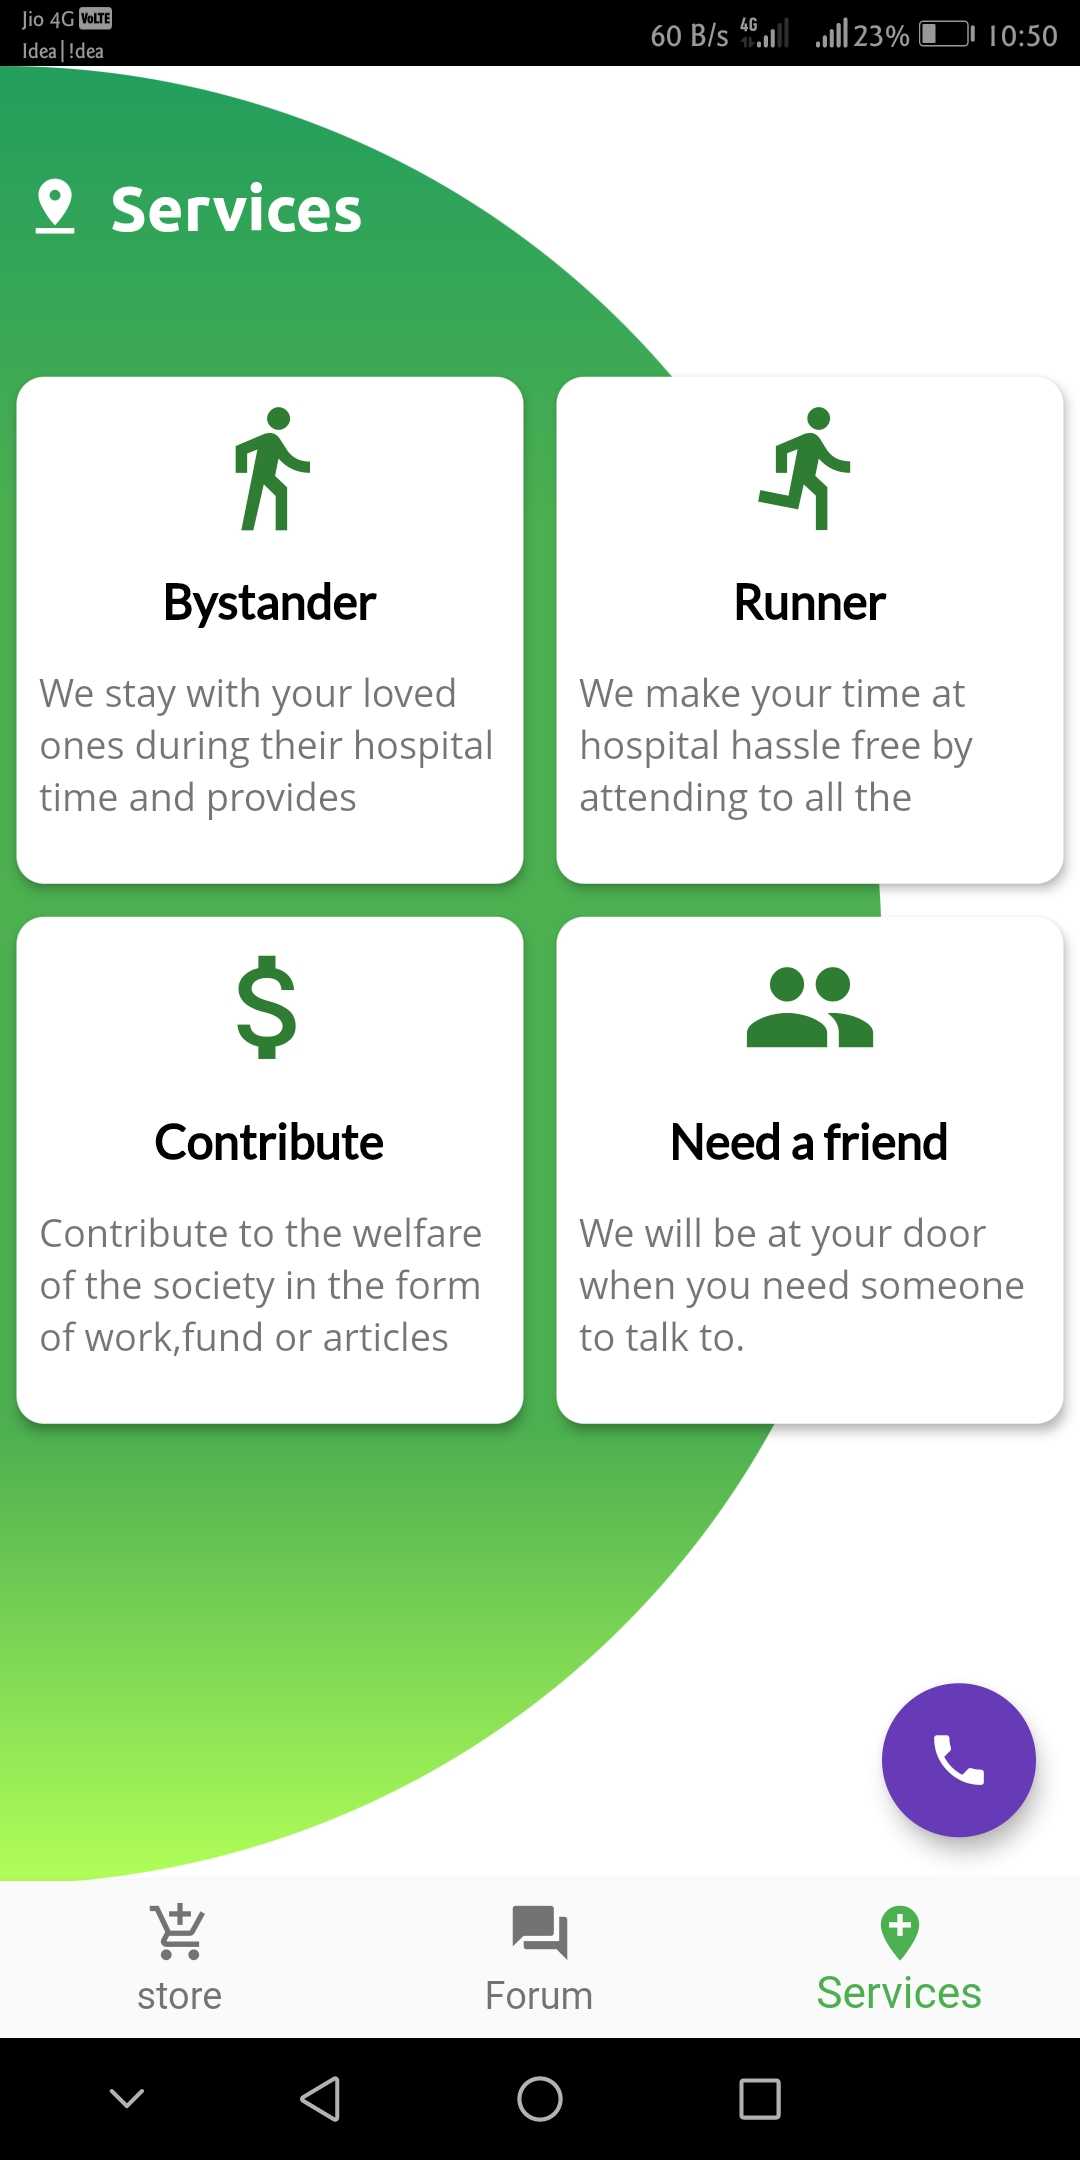 Jio 4G VoLTE
Idea|!dea
60 B/s 4G 23% 10:50
Services
Bystander
We stay with your loved
ones during their hospital
time and provides
Runner
We make your time at
hospital hassle free by
attending to all the
Contribute
Contribute to the welfare
of the society in the form
of work,fund or articles
Need a friend
We will be at your door
when you need someone
to talk to.
store
Forum
Services